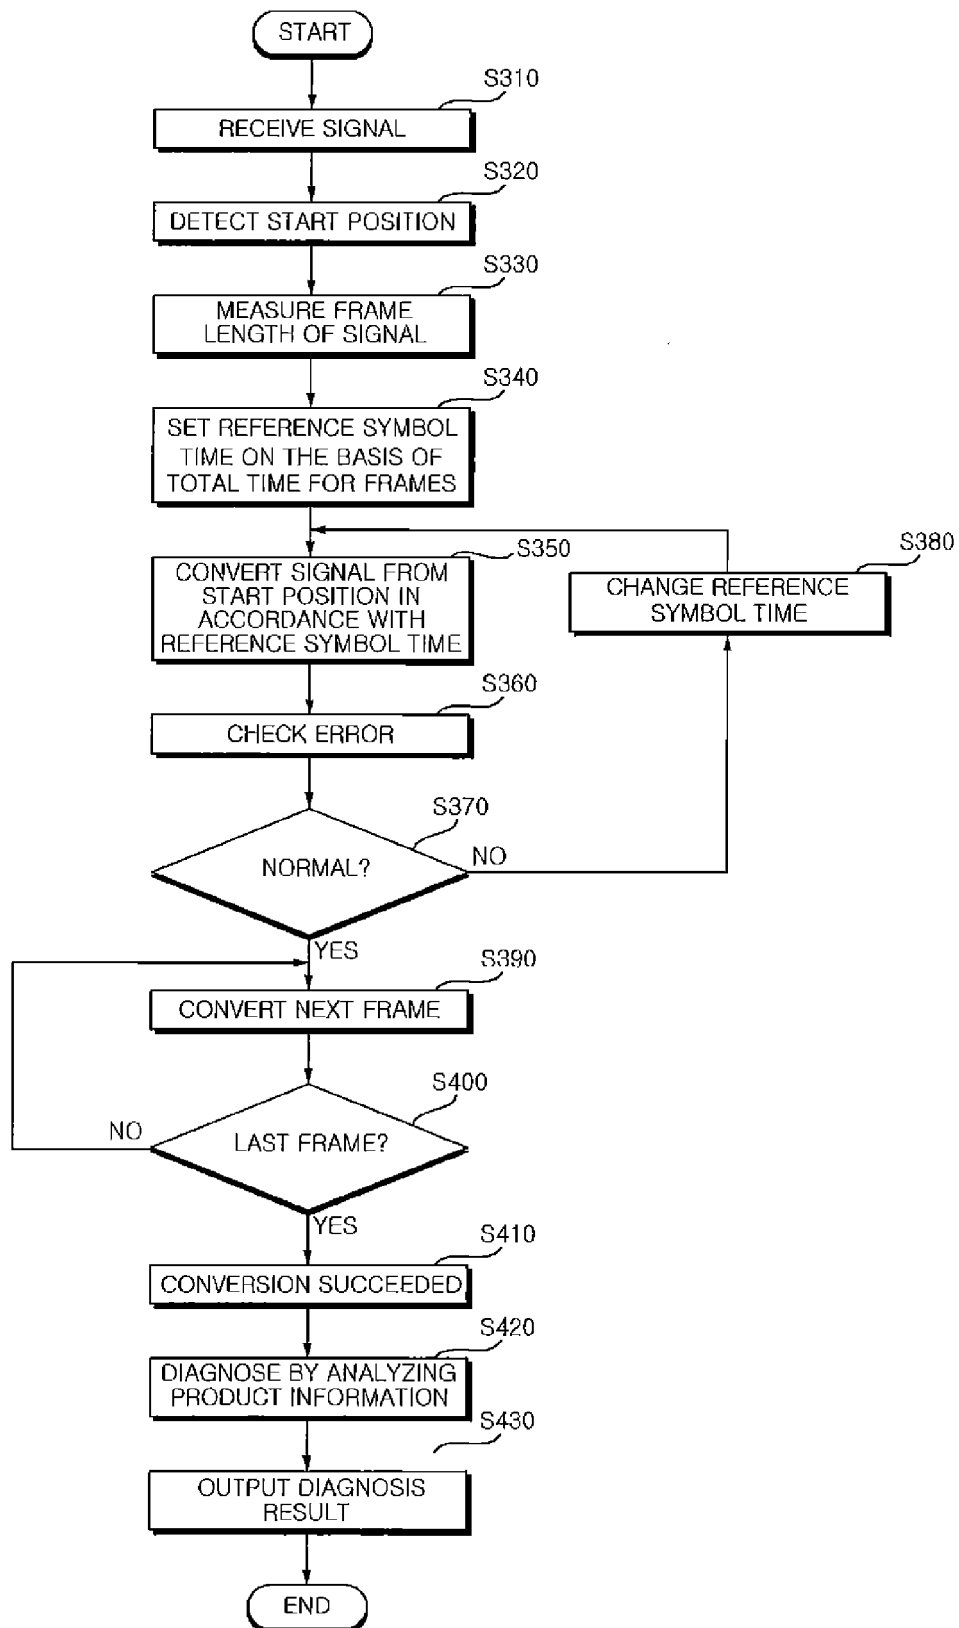 START
S310
RECEIVE SIGNAL
S320
DETECT START POSITION
S330
MEASURE FRAME
LENGTH OF SIGNAL
S340
SET REFERENCE SYMBOL
TIME ON THE BASIS OF
TOTAL TIME FOR FRAMES
S350
CONVERT SIGNAL FROM
START POSITION IN
ACCORDANCE WITH
REFERENCE SYMBOL TIME
S380
CHANGE REFERENCE
SYMBOL TIME
S360
CHECK ERROR
S370
NORMAL?
NO
YES
S390
CONVERT NEXT FRAME
S400
LAST FRAME?
NO
YES
S410
CONVERSION SUCCEEDED
S420
DIAGNOSE BY ANALYZING
PRODUCT INFORMATION
S430
OUTPUT DIAGNOSIS
RESULT
END